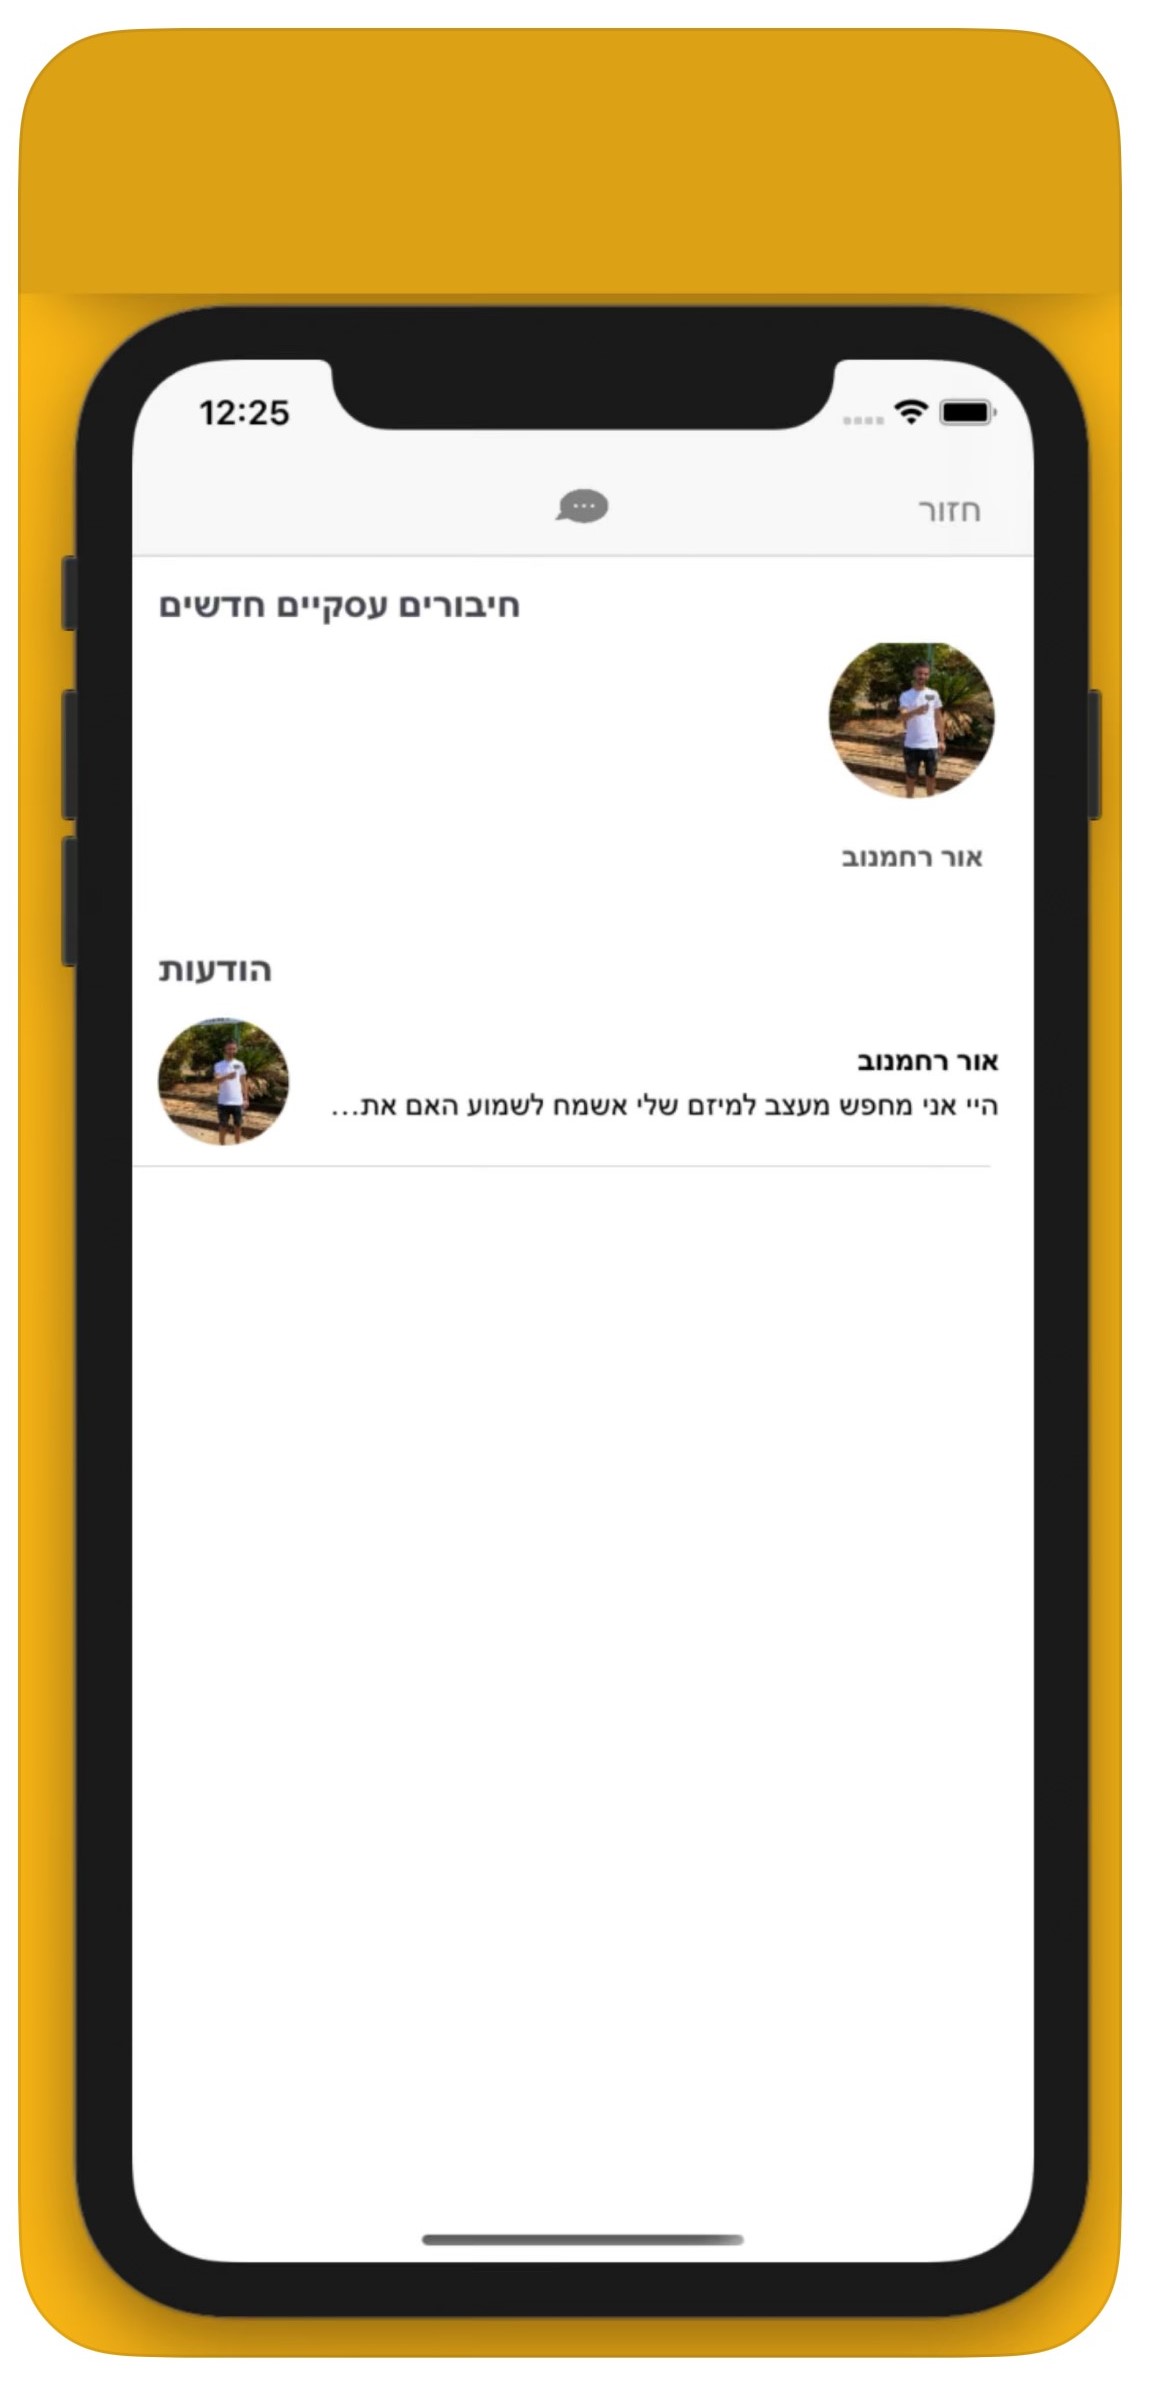 12:25
חזור
חיבורים עסקיים חדשים
אור רחמנוב
הודעות
אור רחמנוב
היי אני מחפש מעצב למיזם שלי אשמח לשמוע האם את...